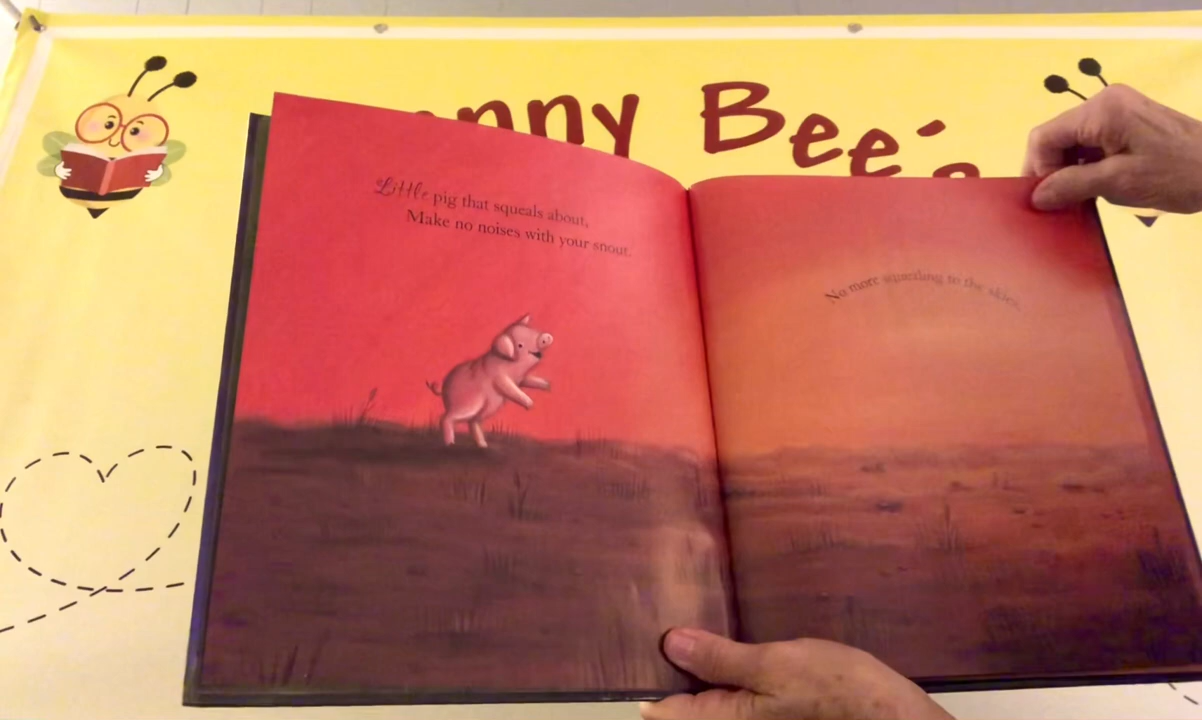 nny Bee's
Little pig that squeals about,
Make no noises with your snout.
No more squealing to the skies,